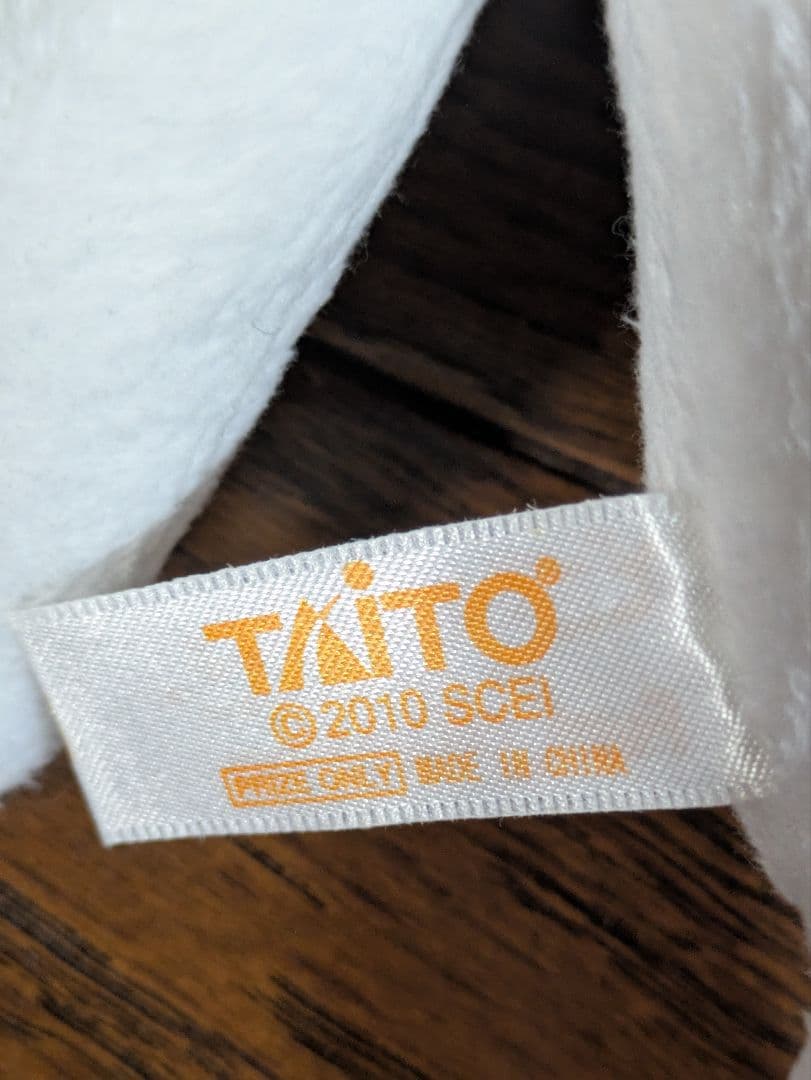 TAiTO
©2010 SCEI
PRIZE ONLY MADE IN CHINA